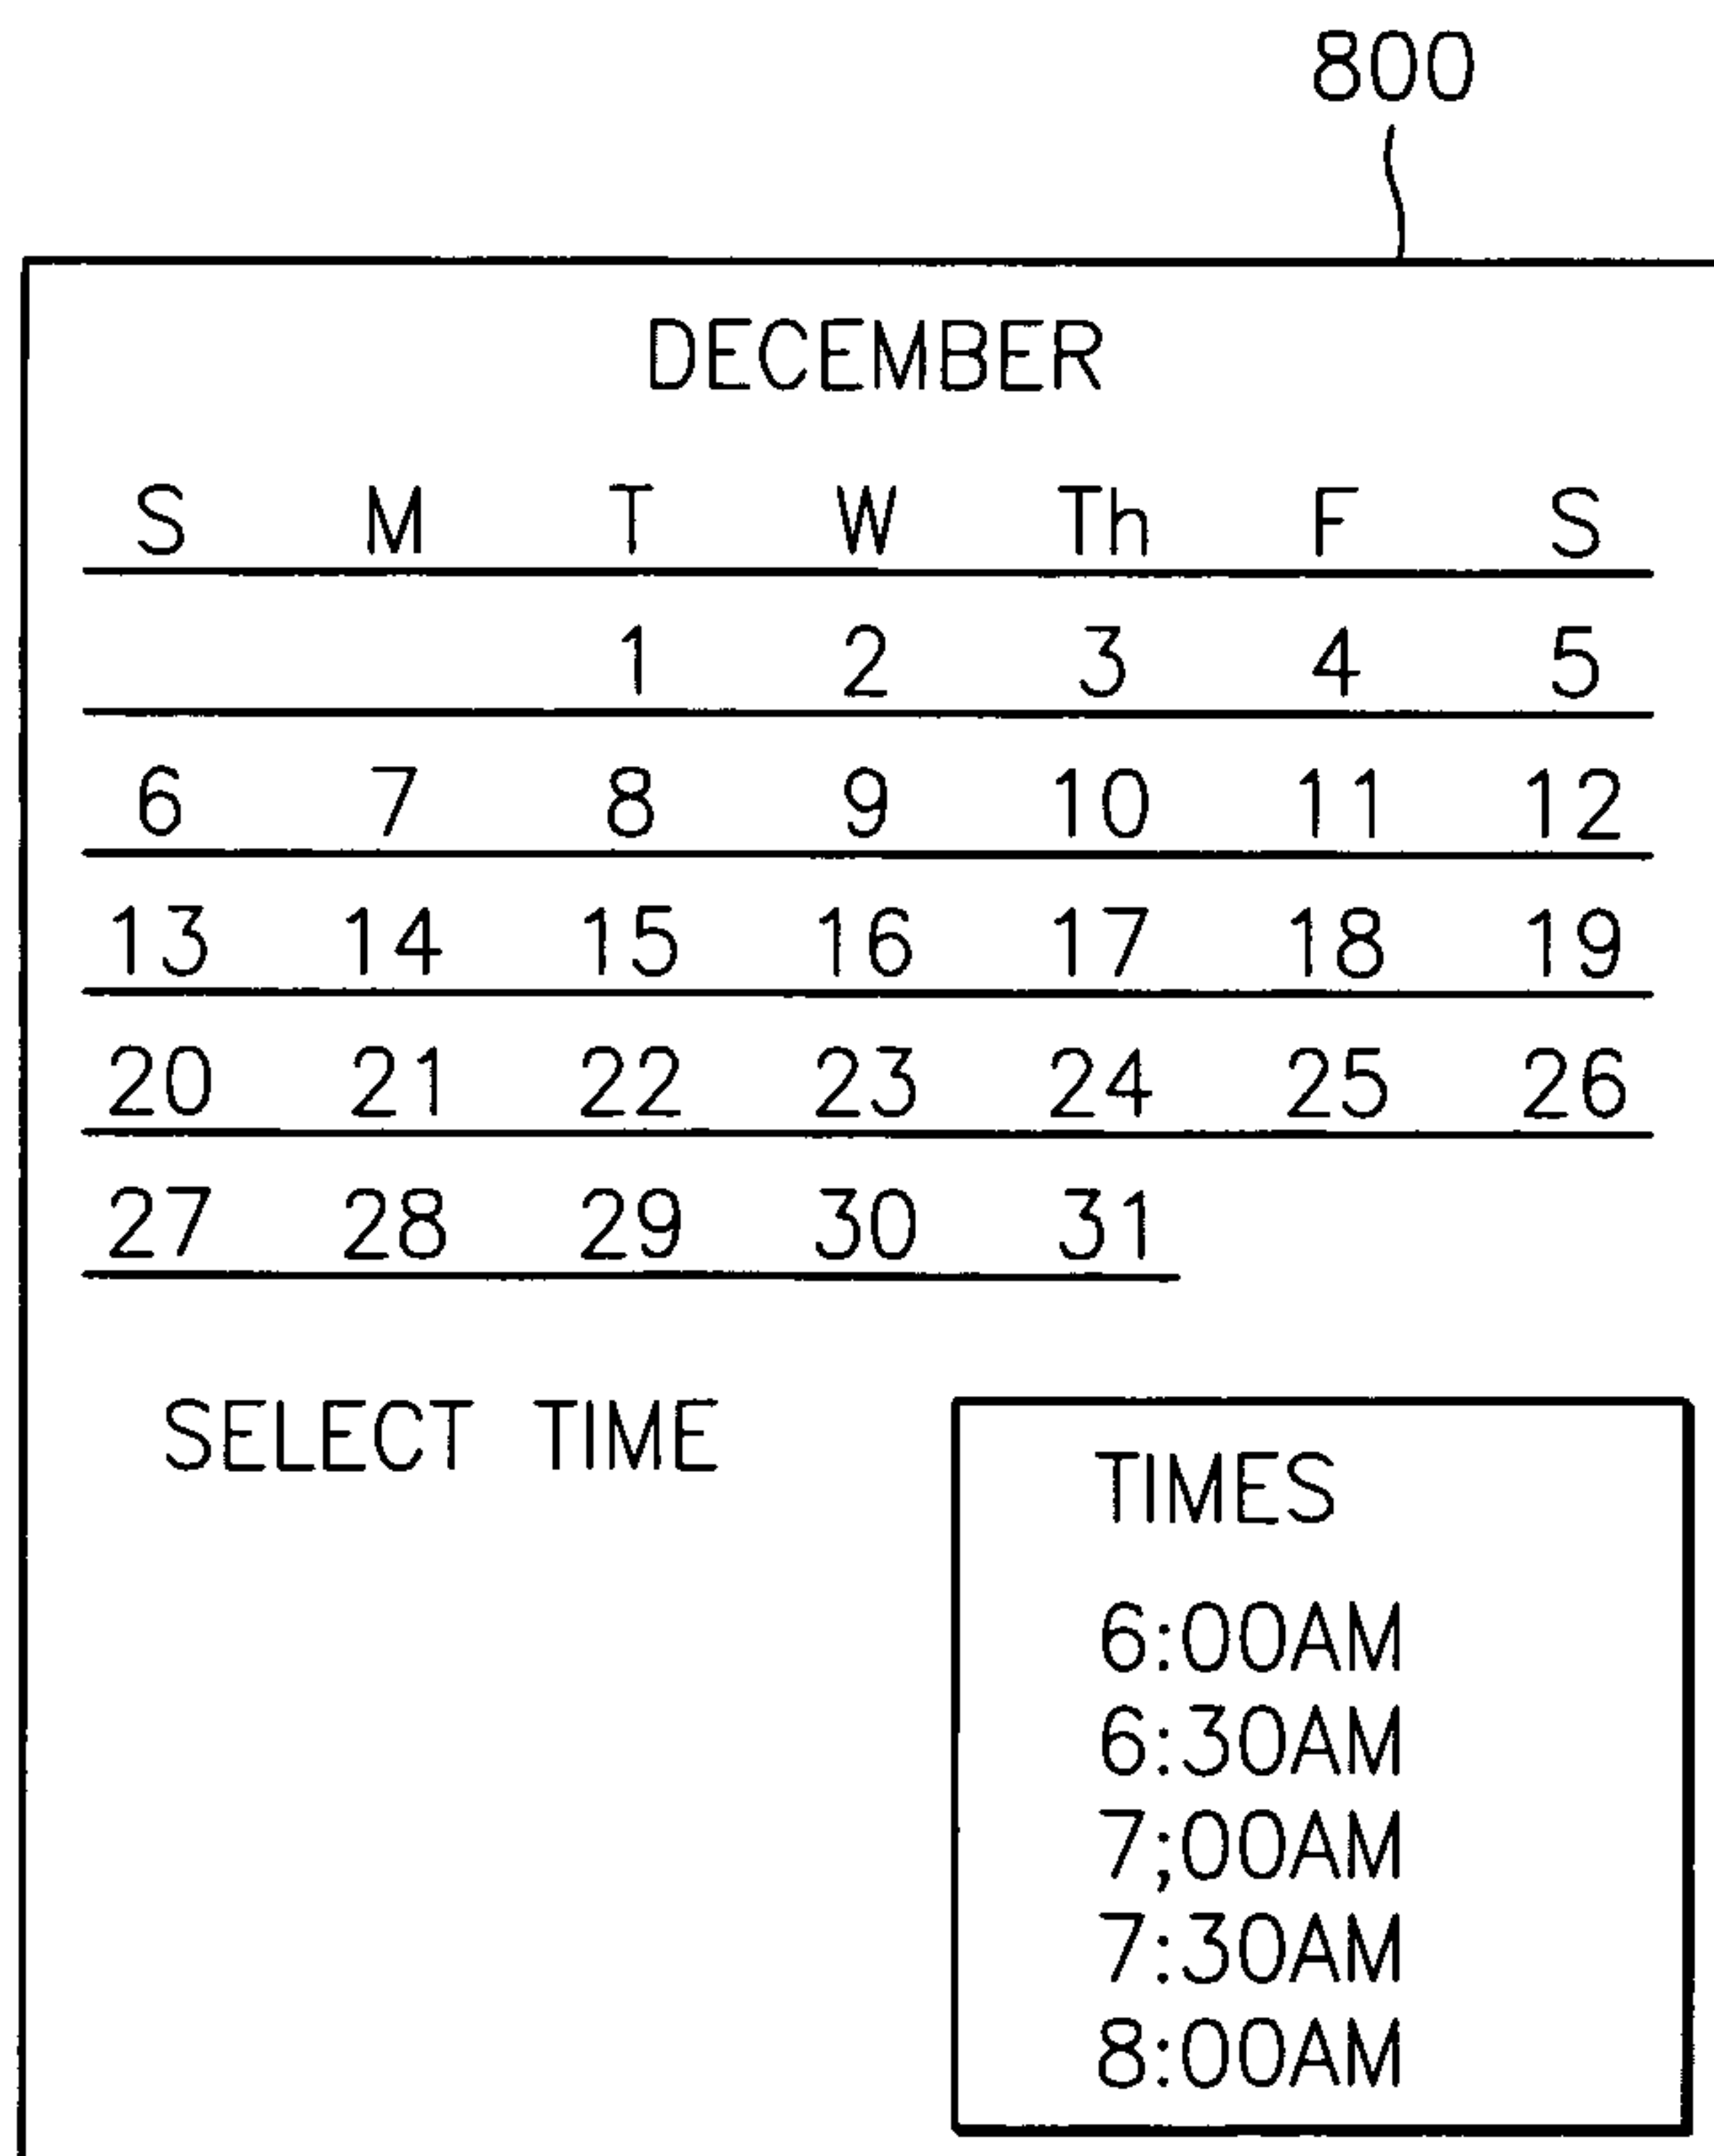 800
DECEMBER
S M T W Th F S
1 2 3 4 5
6 7 8 9 10 11 12
13 14 15 16 17 18 19
20 21 22 23 24 25 26
27 28 29 30 31
SELECT TIME
TIMES
6:00AM
6:30AM
7;00AM
7:30AM
8:00AM